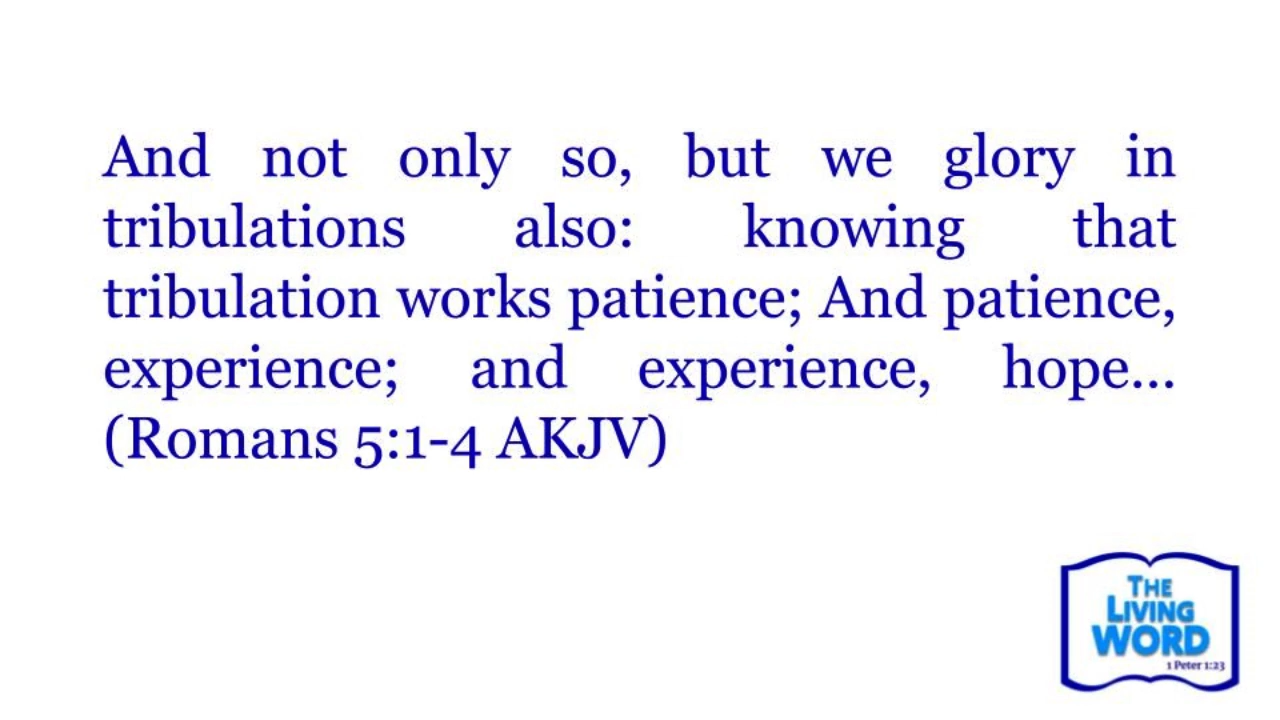 And not only so, but we glory in
tribulations also: knowing that
tribulation works patience; And patience,
experience; and experience, hope...
(Romans 5:1-4 AKJV)
THE
LIVING
WORD
1 Peter 1:23